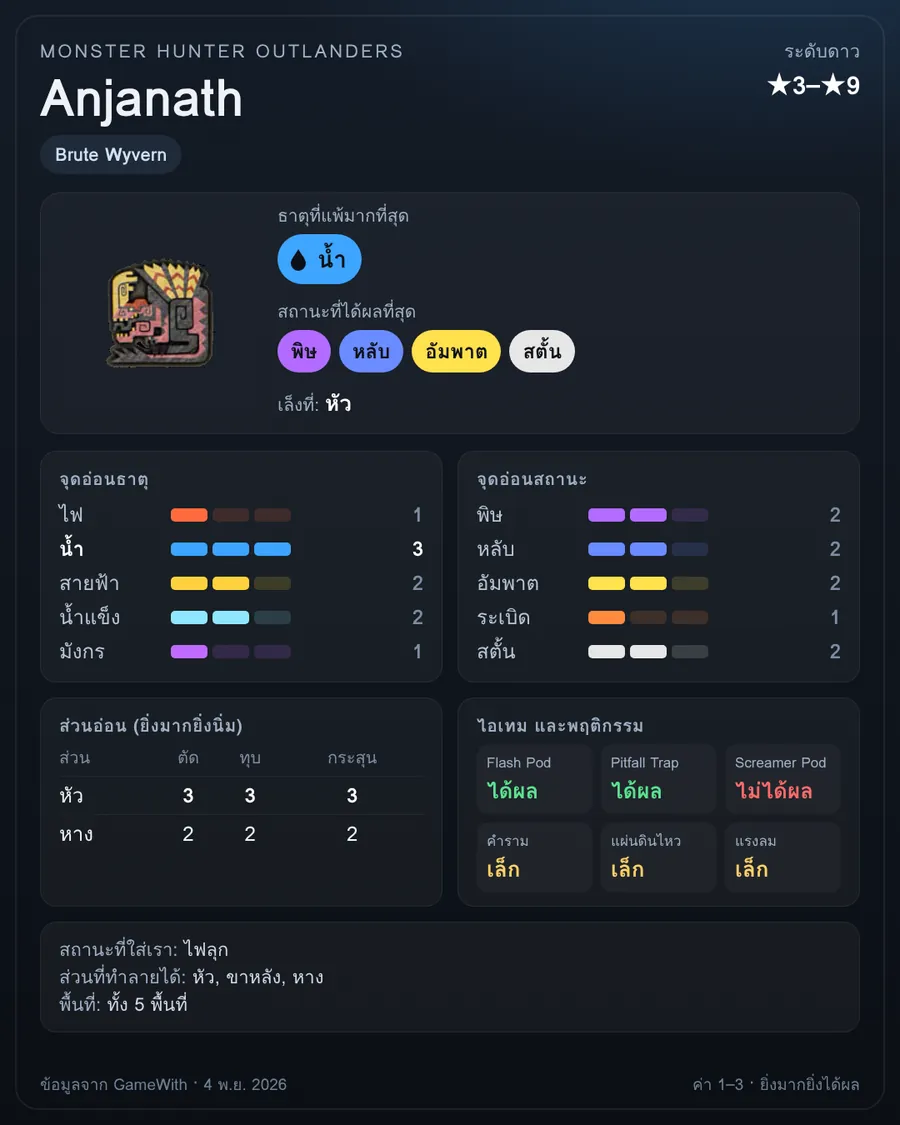 MONSTER HUNTER OUTLANDERS
ระดับดาว
Anjanath
★3–★9
Brute Wyvern
ธาตุที่แพ้มากที่สุด
น้ำ
สถานะที่ได้ผลที่สุด
พิษ หลับ อัมพาต สตั้น
เล็งที่: หัว
จุดอ่อนธาตุ
ไฟ 1
น้ำ 3
สายฟ้า 2
น้ำแข็ง 2
มังกร 1
จุดอ่อนสถานะ
พิษ 2
หลับ 2
อัมพาต 2
ระเบิด 1
สตั้น 2
ส่วนอ่อน (ยิ่งมากยิ่งนิ่ม)
ส่วน ตัด ทุบ กระสุน
หัว 3 3 3
หาง 2 2 2
ไอเทม และพฤติกรรม
Flash Pod Pitfall Trap Screamer Pod
ได้ผล ได้ผล ไม่ได้ผล
คำราม แผ่นดินไหว แรงลม
เล็ก เล็ก เล็ก
สถานะที่ใส่เรา: ไฟลุก
ส่วนที่ทำลายได้: หัว, ขาหลัง, หาง
พื้นที่: ทั้ง 5 พื้นที่
ข้อมูลจาก GameWith · 4 พ.ย. 2026
ค่า 1–3 · ยิ่งมากยิ่งได้ผล